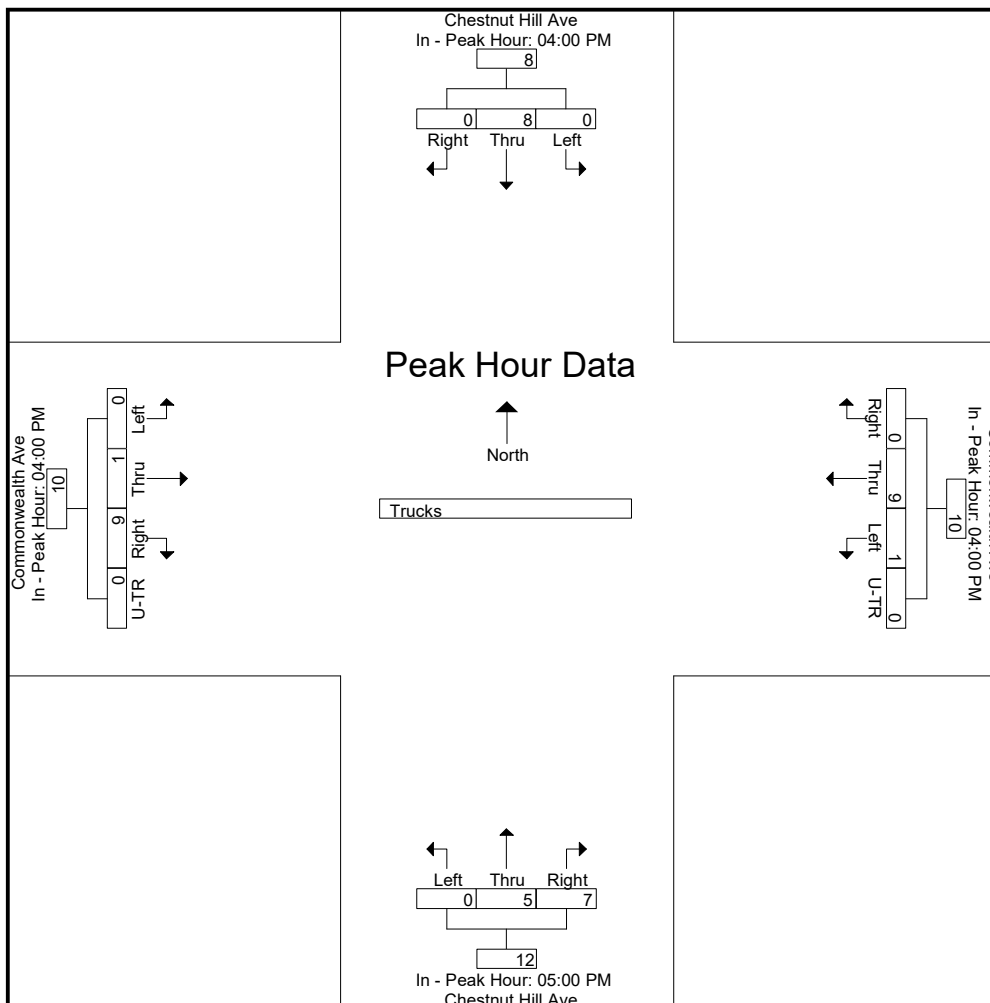 Chestnut Hill Ave
In - Peak Hour: 04:00 PM
8
0 8 0
Right Thru Left
Peak Hour Data
North
Trucks
Commonwealth Ave
In - Peak Hour: 04:00 PM
10
0 1 9 0
Left Thru Right U-TR
Right Thru Left U-TR
0 9 1 0
10
In - Peak Hour: 04:00 PM
Left Thru Right
0 5 7
12
In - Peak Hour: 05:00 PM
Chestnut Hill Ave